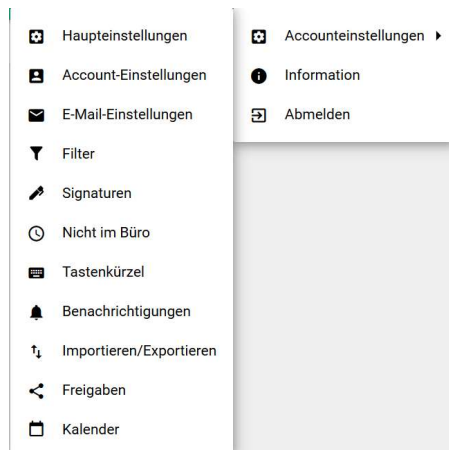 Haupteinstellungen
Account-Einstellungen
E-Mail-Einstellungen
Filter
Signaturen
Nicht im Büro
Tastenkürzel
Benachrichtigungen
Importieren/Exportieren
Freigaben
Kalender
Accounteinstellungen
Information
Abmelden